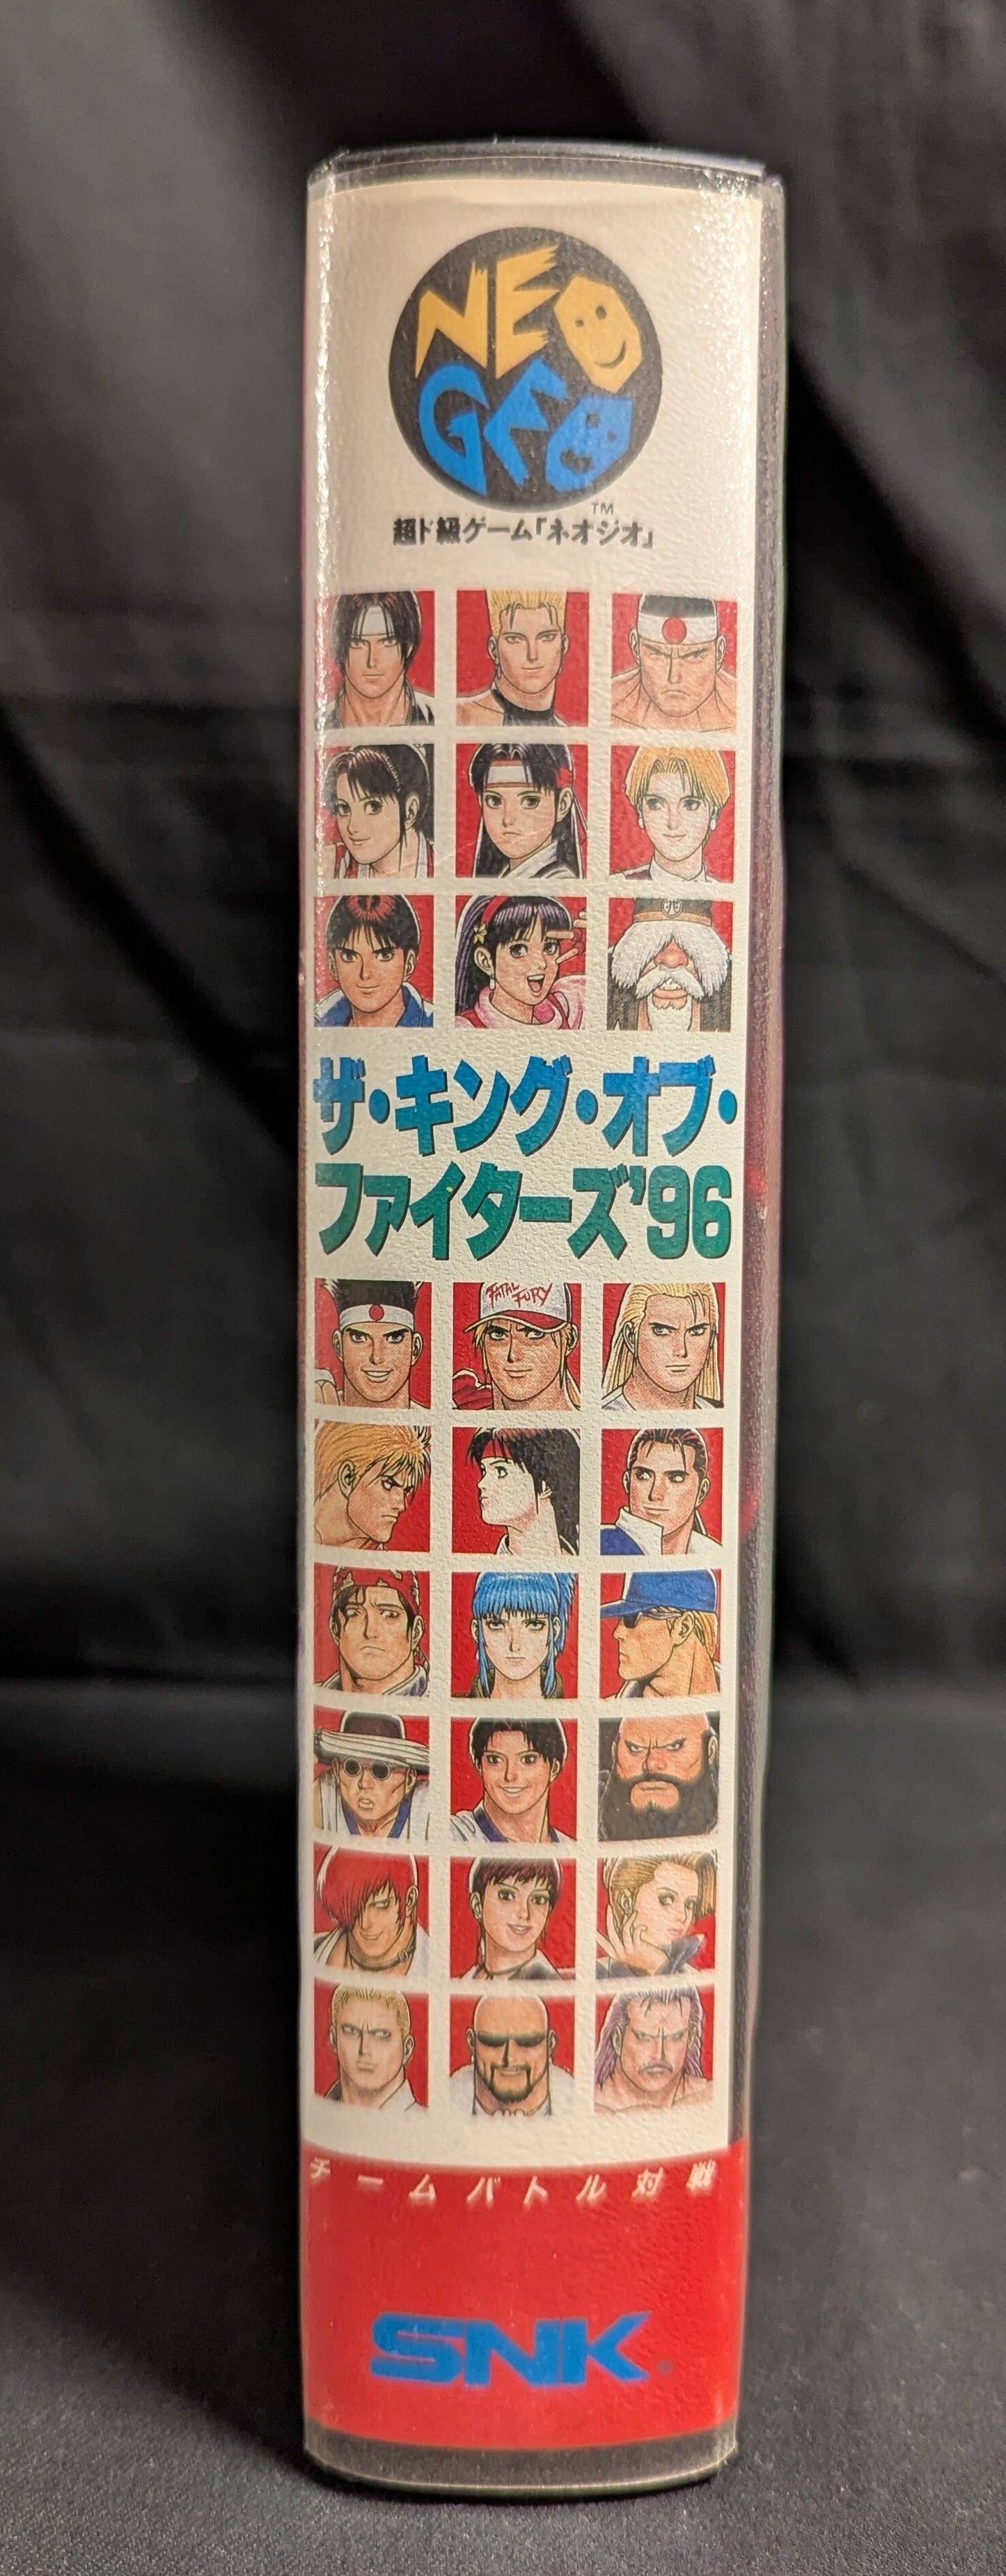 NEO
GEO
TM
超ド級ゲーム「ネオジオ」
ザ・キング・オブ・
ファイターズ'96
FATAL
FURY
チームバトル対戦
SNK